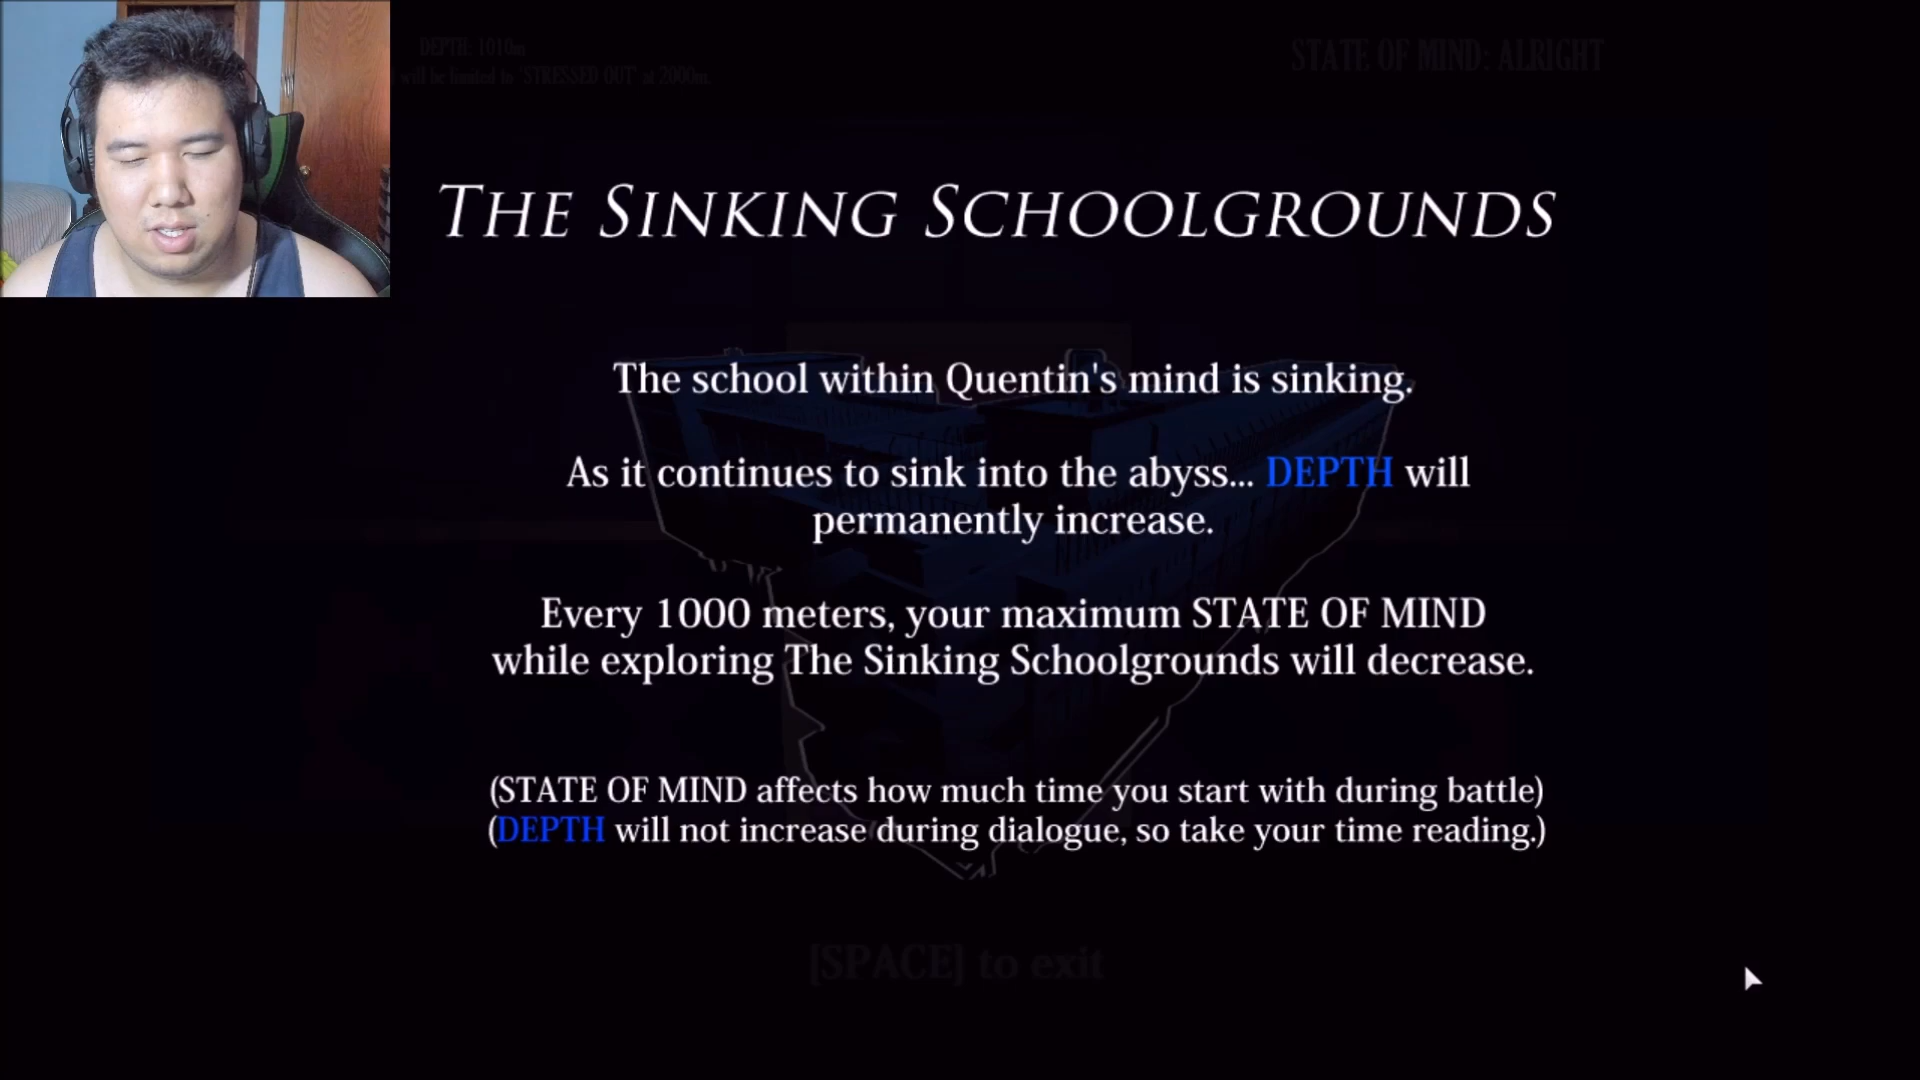 DEPTH: 1010m
will be limited to 'STRESSED OUT' at 2000m.
STATE OF MIND: ALRIGHT
THE SINKING SCHOOLGROUNDS
The school within Quentin's mind is sinking.
As it continues to sink into the abyss... DEPTH will
permanently increase.
Every 1000 meters, your maximum STATE OF MIND
while exploring The Sinking Schoolgrounds will decrease.
(STATE OF MIND affects how much time you start with during battle)
(DEPTH will not increase during dialogue, so take your time reading.)
[SPACE] to exit